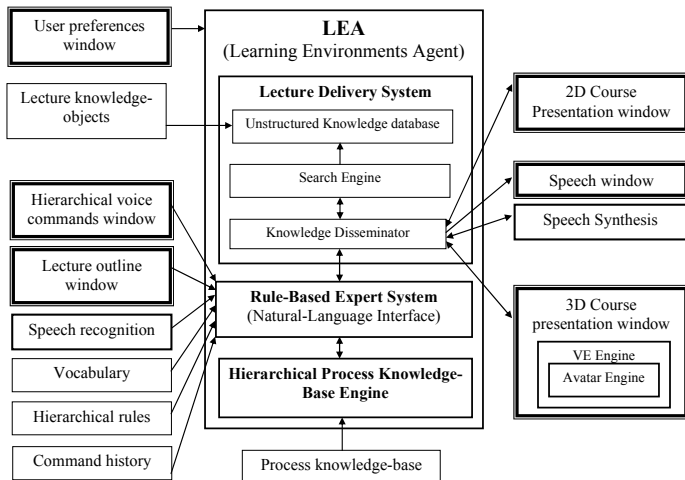 User preferences
window
Lecture knowledge-
objects
Hierarchical voice
commands window
Lecture outline
window
Speech recognition
Vocabulary
Hierarchical rules
Command history
LEA
(Learning Environments Agent)
Lecture Delivery System
Unstructured Knowledge database
Search Engine
Knowledge Disseminator
Rule-Based Expert System
(Natural-Language Interface)
Hierarchical Process Knowledge-
Base Engine
Process knowledge-base
2D Course
Presentation window
Speech window
Speech Synthesis
3D Course
presentation window
VE Engine
Avatar Engine